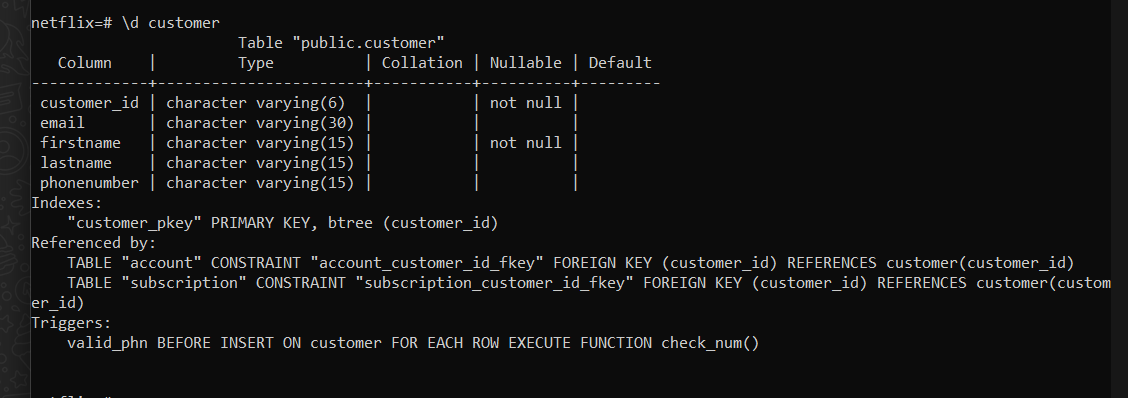 netflix=# \d customer
                      Table "public.customer"
   Column    |         Type          | Collation | Nullable | Default
-------------+-----------------------+-----------+----------+---------
 customer_id | character varying(6)  |           | not null |
 email       | character varying(30) |           |          |
 firstname   | character varying(15) |           | not null |
 lastname    | character varying(15) |           |          |
 phonenumber | character varying(15) |           |          |
Indexes:
    "customer_pkey" PRIMARY KEY, btree (customer_id)
Referenced by:
    TABLE "account" CONSTRAINT "account_customer_id_fkey" FOREIGN KEY (customer_id) REFERENCES customer(customer_id)
    TABLE "subscription" CONSTRAINT "subscription_customer_id_fkey" FOREIGN KEY (customer_id) REFERENCES customer(custom
er_id)
Triggers:
    valid_phn BEFORE INSERT ON customer FOR EACH ROW EXECUTE FUNCTION check_num()